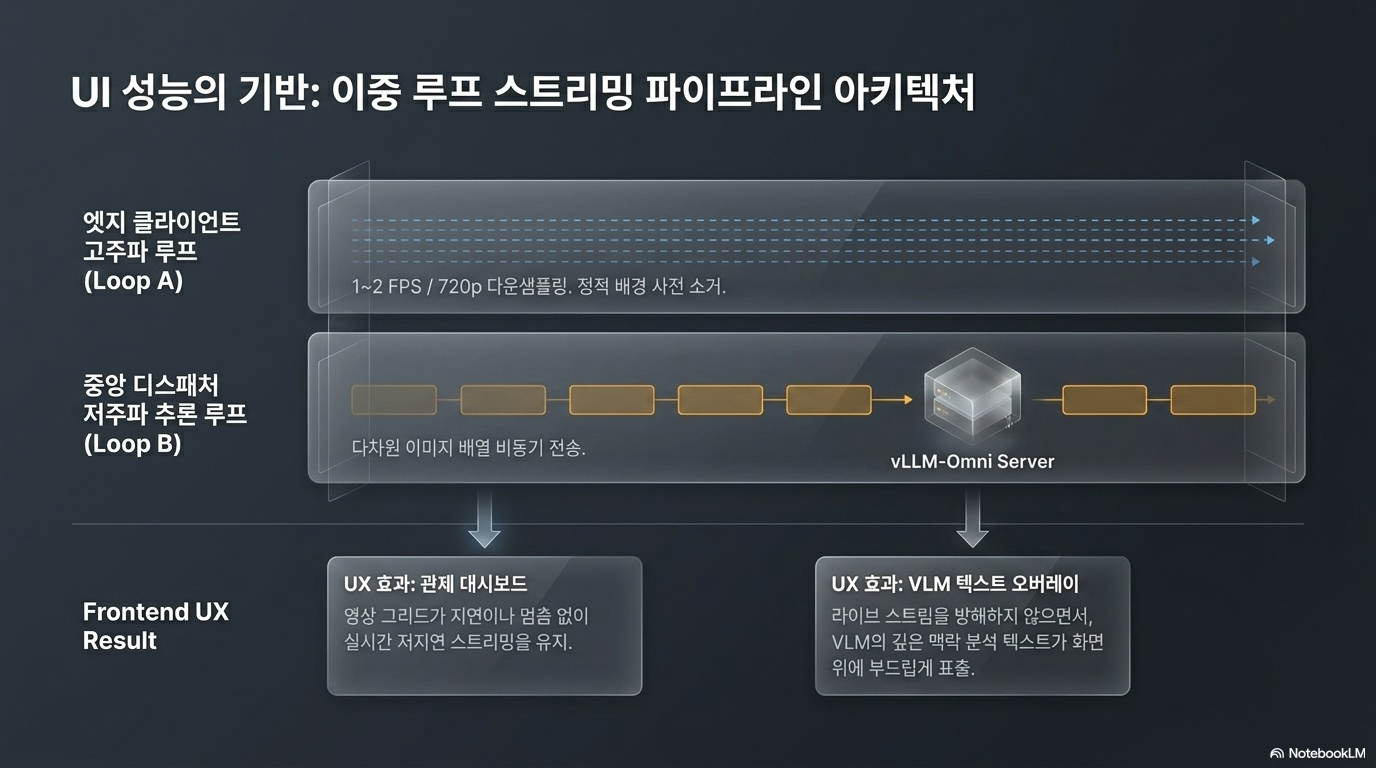 UI 성능의 기반: 이중 루프 스트리밍 파이프라인 아키텍처
엣지 클라이언트
고주파 루프
(Loop A)
1~2 FPS / 720p 다운샘플링. 정적 배경 사전 소거.
중앙 디스패처
저주파 추론 루프
(Loop B)
다차원 이미지 배열 비동기 전송.
vLLM-Omni Server
Frontend UX
Result
UX 효과: 관제 대시보드
영상 그리드가 지연이나 멈춤 없이
실시간 저지연 스트리밍을 유지.
UX 효과: VLM 텍스트 오버레이
라이브 스트림을 방해하지 않으면서,
VLM의 깊은 맥락 분석 텍스트가 화면
위에 부드럽게 표출.
NotebookLM